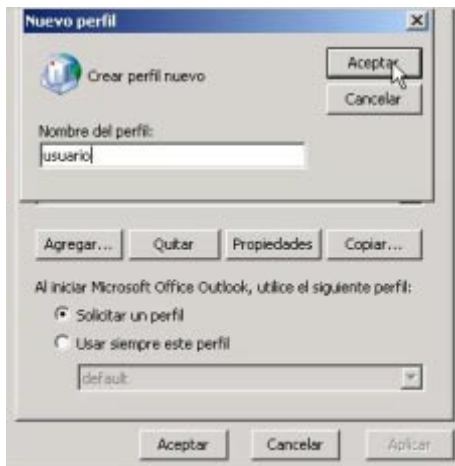 Nuevo perfil
Aceptar
Crear perfil nuevo
Cancelar
Nombre del perfil:
usuario
Agregar... Quitar Propiedades Copiar...
Al iniciar Microsoft Office Outlook, utilice el siguiente perfil:
Solicitar un perfil
Usar siempre este perfil
default
Aceptar Cancelar Aplicar